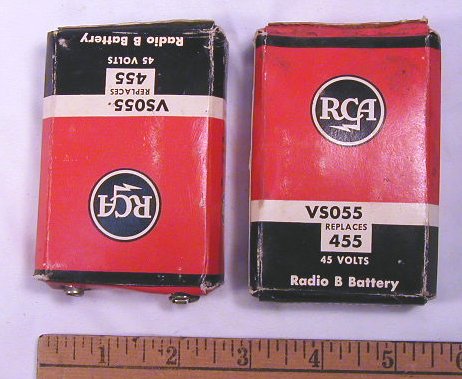 Radio B Battery
45 VOLTS
455
REPLACES
VS055
RCA
RCA
VS055
REPLACES
455
45 VOLTS
Radio B Battery
1 2 3 4 5 6